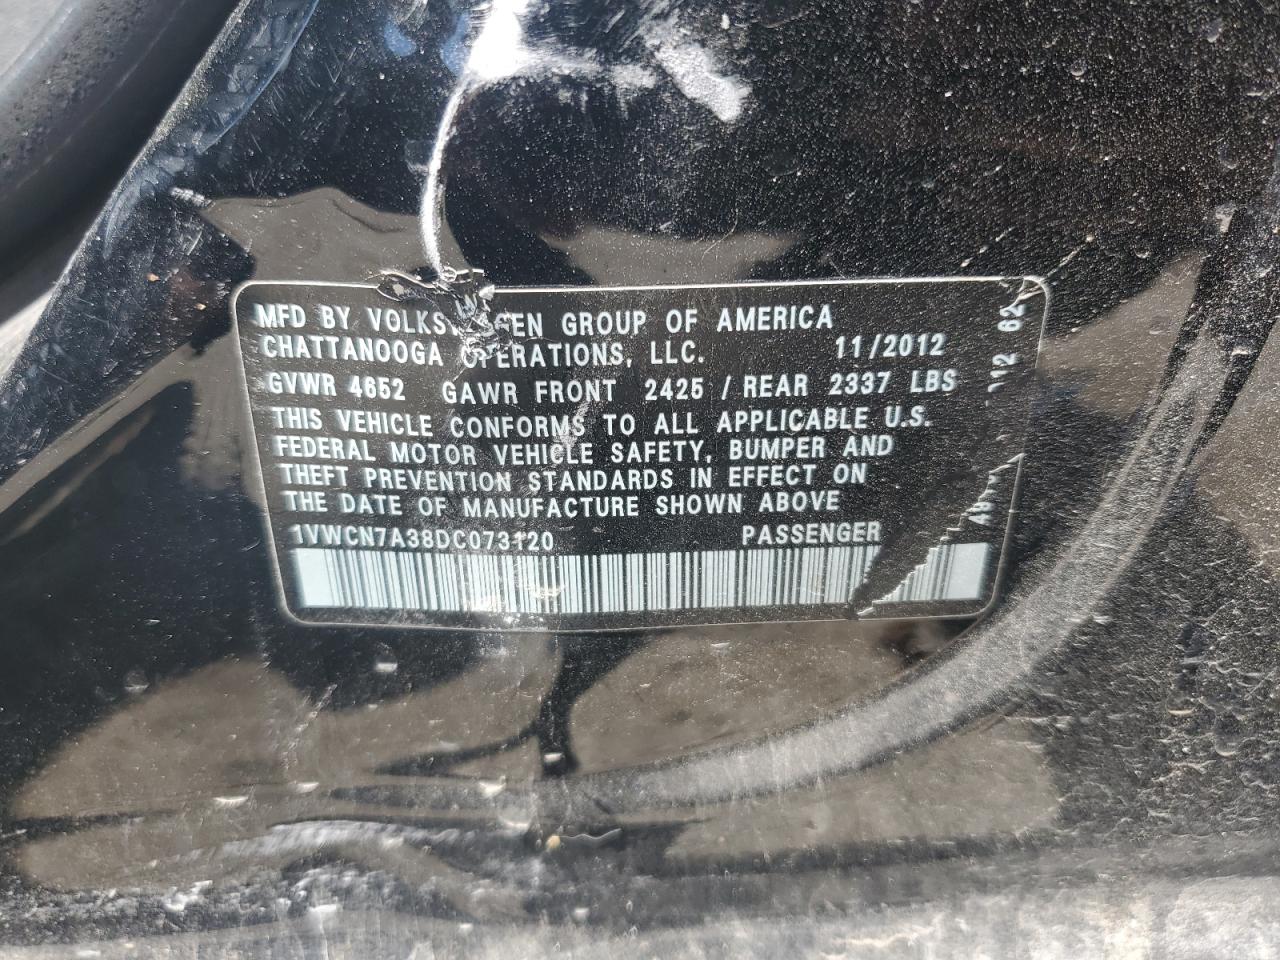 MFD BY VOLKSWAGEN GROUP OF AMERICA
CHATTANOOGA OPERATIONS, LLC. 11/2012
GVWR 4652 GAWR FRONT 2425 / REAR 2337 LBS
THIS VEHICLE CONFORMS TO ALL APPLICABLE U.S.
FEDERAL MOTOR VEHICLE SAFETY, BUMPER AND
THEFT PREVENTION STANDARDS IN EFFECT ON
THE DATE OF MANUFACTURE SHOWN ABOVE
1VWCN7A38DC073120 PASSENGER